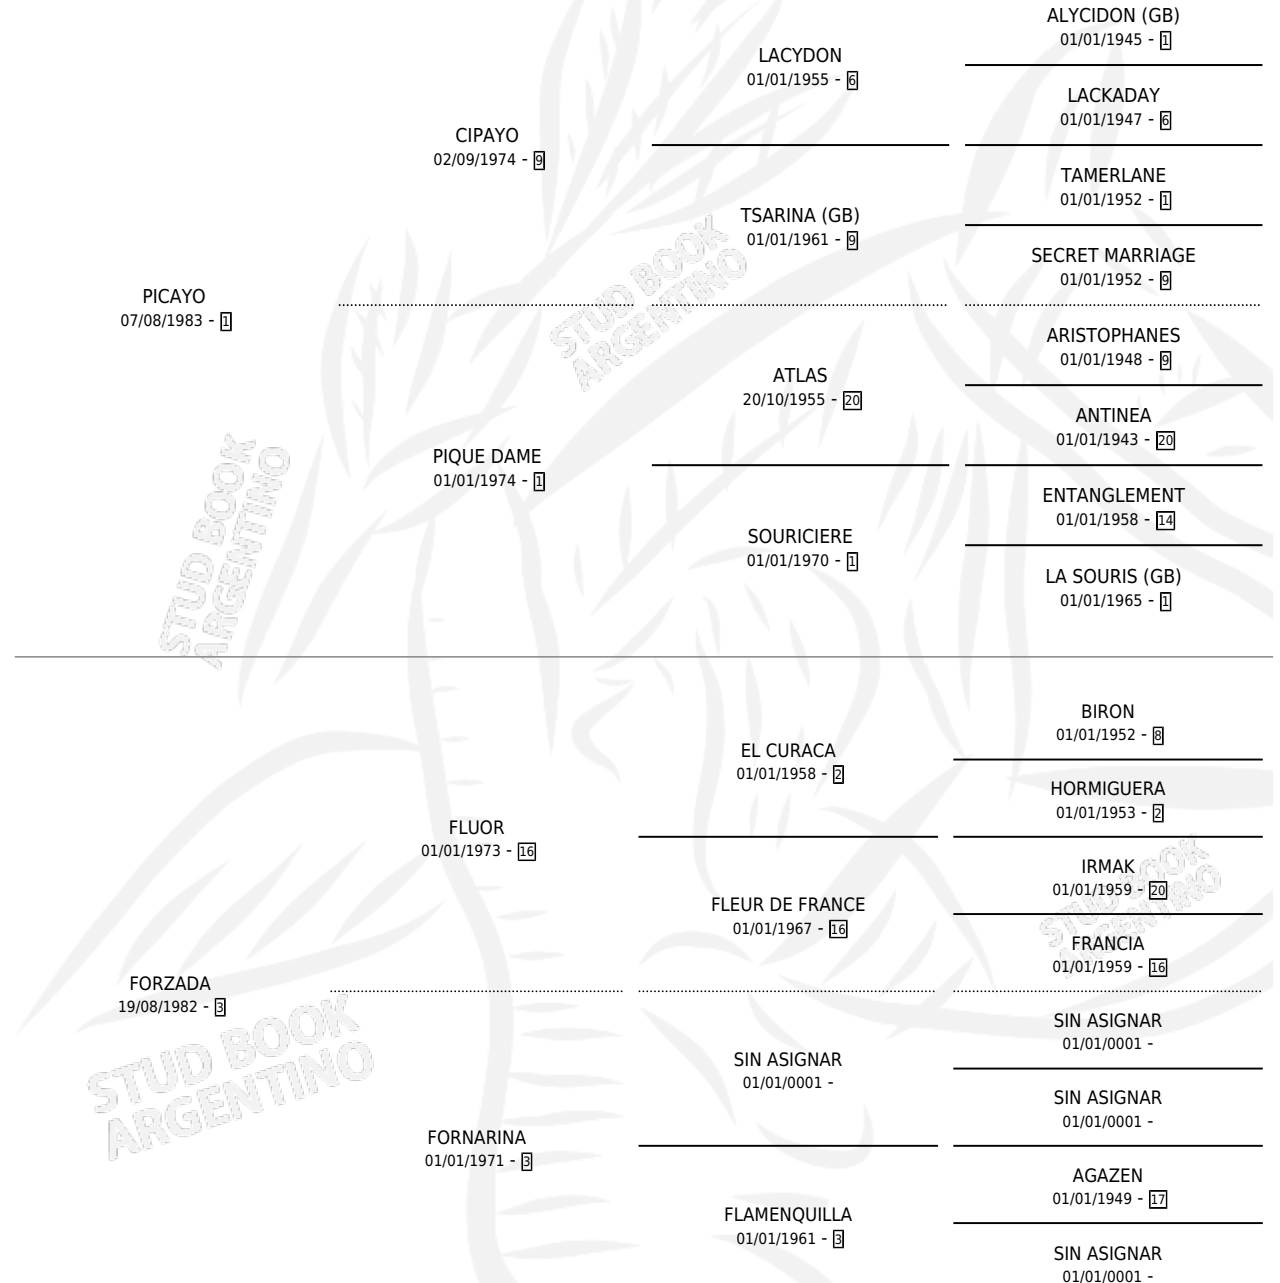 ALYCIDON (GB)
01/01/1945 - 1
LACYDON
01/01/1955 - 6
LACKADAY
01/01/1947 - 6
CIPAYO
02/09/1974 - 9
TAMERLANE
01/01/1952 - 1
TSARINA (GB)
01/01/1961 - 9
SECRET MARRIAGE
01/01/1952 - 9
STUD BOOK
ARGENTINO
PICAYO
07/08/1983 - 1
ARISTOPHANES
01/01/1948 - 9
ATLAS
20/10/1955 - 20
ANTINEA
01/01/1943 - 20
PIQUE DAME
01/01/1974 - 1
ENTANGLEMENT
01/01/1958 - 14
SOURICIERE
01/01/1970 - 1
LA SOURIS (GB)
01/01/1965 - 1
STUD BOOK
ARGENTINO
BIRON
01/01/1952 - 8
EL CURACA
01/01/1958 - 2
HORMIGUERA
01/01/1953 - 2
FLUOR
01/01/1973 - 16
IRMAK
01/01/1959 - 20
FLEUR DE FRANCE
01/01/1967 - 16
FRANCIA
01/01/1959 - 16
STUD BOOK
ARGENTINO
FORZADA
19/08/1982 - 3
SIN ASIGNAR
01/01/0001 -
SIN ASIGNAR
01/01/0001 -
SIN ASIGNAR
01/01/0001 -
STUD BOOK
ARGENTINO
FORNARINA
01/01/1971 - 3
AGAZEN
01/01/1949 - 17
FLAMENQUILLA
01/01/1961 - 3
SIN ASIGNAR
01/01/0001 -